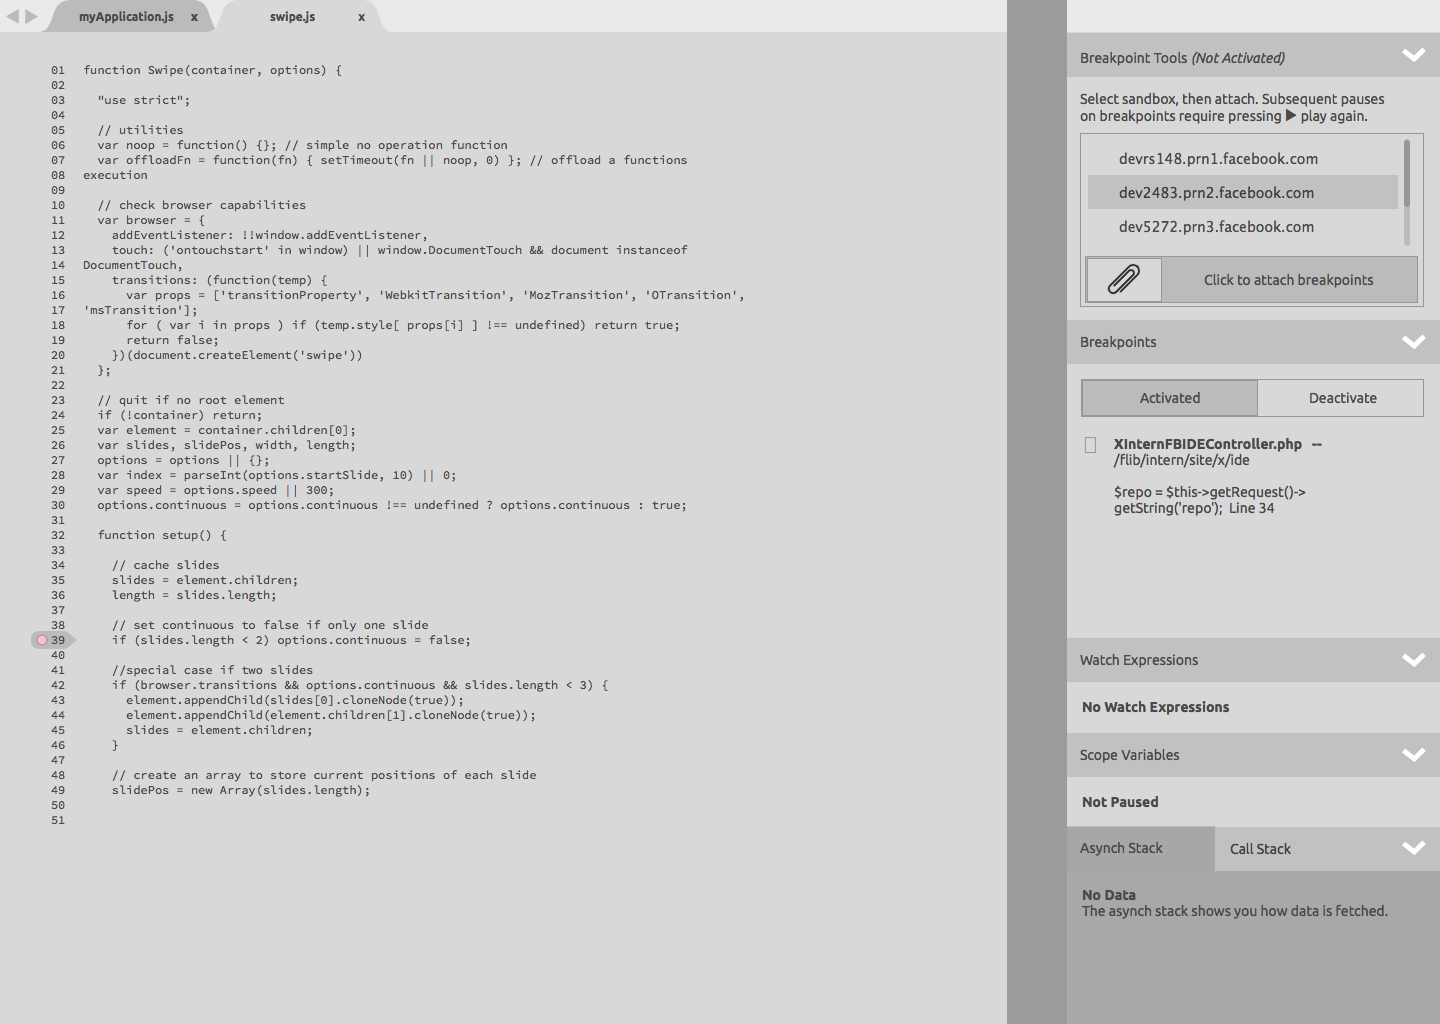 myApplication.js x swipe.js x
01 function Swipe(container, options) {
02
03 "use strict";
04
05 // utilities
06 var noop = function() {}; // simple no operation function
07 var offloadFn = function(fn) { setTimeout(fn || noop, 0) }; // offload a functions
08 execution
09
10 // check browser capabilities
11 var browser = {
12 addEventListener: !!window.addEventListener,
13 touch: ('ontouchstart' in window) || window.DocumentTouch && document instanceof
14 DocumentTouch,
15 transitions: (function(temp) {
16 var props = ['transitionProperty', 'WebkitTransition', 'MozTransition', 'OTransition',
17 'msTransition'];
18 for ( var i in props ) if (temp.style[ props[i] ] !== undefined) return true;
19 return false;
20 })(document.createElement('swipe'))
21 };
22
23 // quit if no root element
24 if (!container) return;
25 var element = container.children[0];
26 var slides, slidePos, width, length;
27 options = options || {};
28 var index = parseInt(options.startSlide, 10) || 0;
29 var speed = options.speed || 300;
30 options.continuous = options.continuous !== undefined ? options.continuous : true;
31
32 function setup() {
33
34 // cache slides
35 slides = element.children;
36 length = slides.length;
37
38 // set continuous to false if only one slide
39 if (slides.length < 2) options.continuous = false;
40
41 //special case if two slides
42 if (browser.transitions && options.continuous && slides.length < 3) {
43 element.appendChild(slides[0].cloneNode(true));
44 element.appendChild(element.children[1].cloneNode(true));
45 slides = element.children;
46 }
47
48 // create an array to store current positions of each slide
49 slidePos = new Array(slides.length);
50
51
Breakpoint Tools (Not Activated)
Select sandbox, then attach. Subsequent pauses
on breakpoints require pressing ▶ play again.
devrs148.prn1.facebook.com
dev2483.prn2.facebook.com
dev5272.prn3.facebook.com
Click to attach breakpoints
Breakpoints
Activated Deactivate
XInternFBIDEController.php --
/flib/intern/site/x/ide
$repo = $this->getRequest()->
getString('repo'); Line 34
Watch Expressions
No Watch Expressions
Scope Variables
Not Paused
Asynch Stack Call Stack
No Data
The asynch stack shows you how data is fetched.